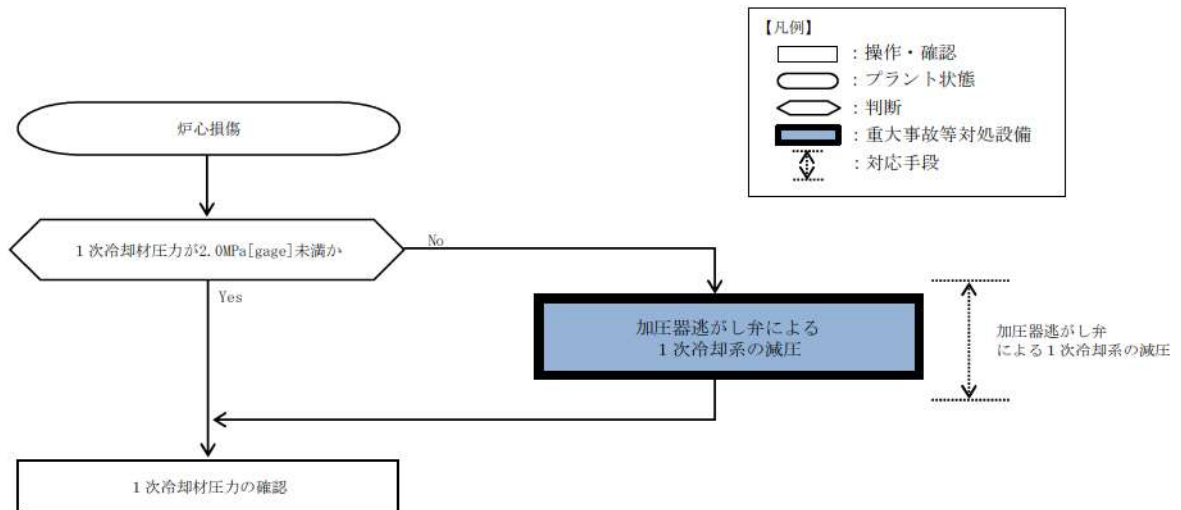 【凡例】
：操作・確認
：プラント状態
：判断
：重大事故等対処設備
：対応手段
炉心損傷
１次冷却材圧力が2.0MPa[gage]未満か
No
Yes
加圧器逃がし弁による
１次冷却系の減圧
加圧器逃がし弁
による１次冷却系の減圧
１次冷却材圧力の確認